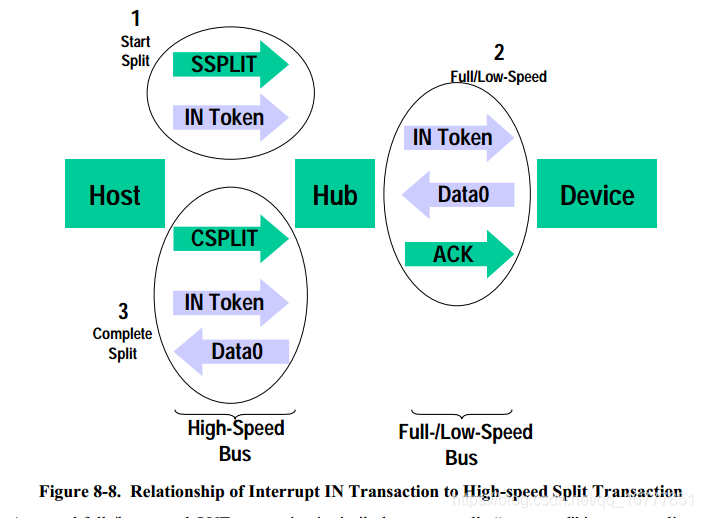 1
Start
Split
SSPLIT
IN Token
2
Full/Low-Speed
IN Token
Data0
ACK
Host
Hub
Device
3
Complete
Split
CSPLIT
IN Token
Data0
High-Speed
Bus
Full-/Low-Speed
Bus
Figure 8-8. Relationship of Interrupt IN Transaction to High-speed Split Transaction